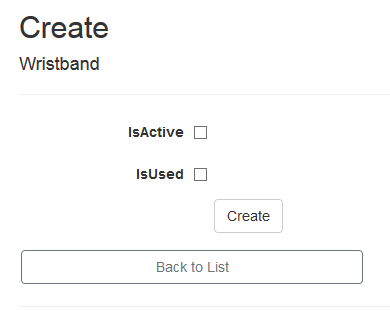 Create
Wristband
IsActive
IsUsed
Create
Back to List